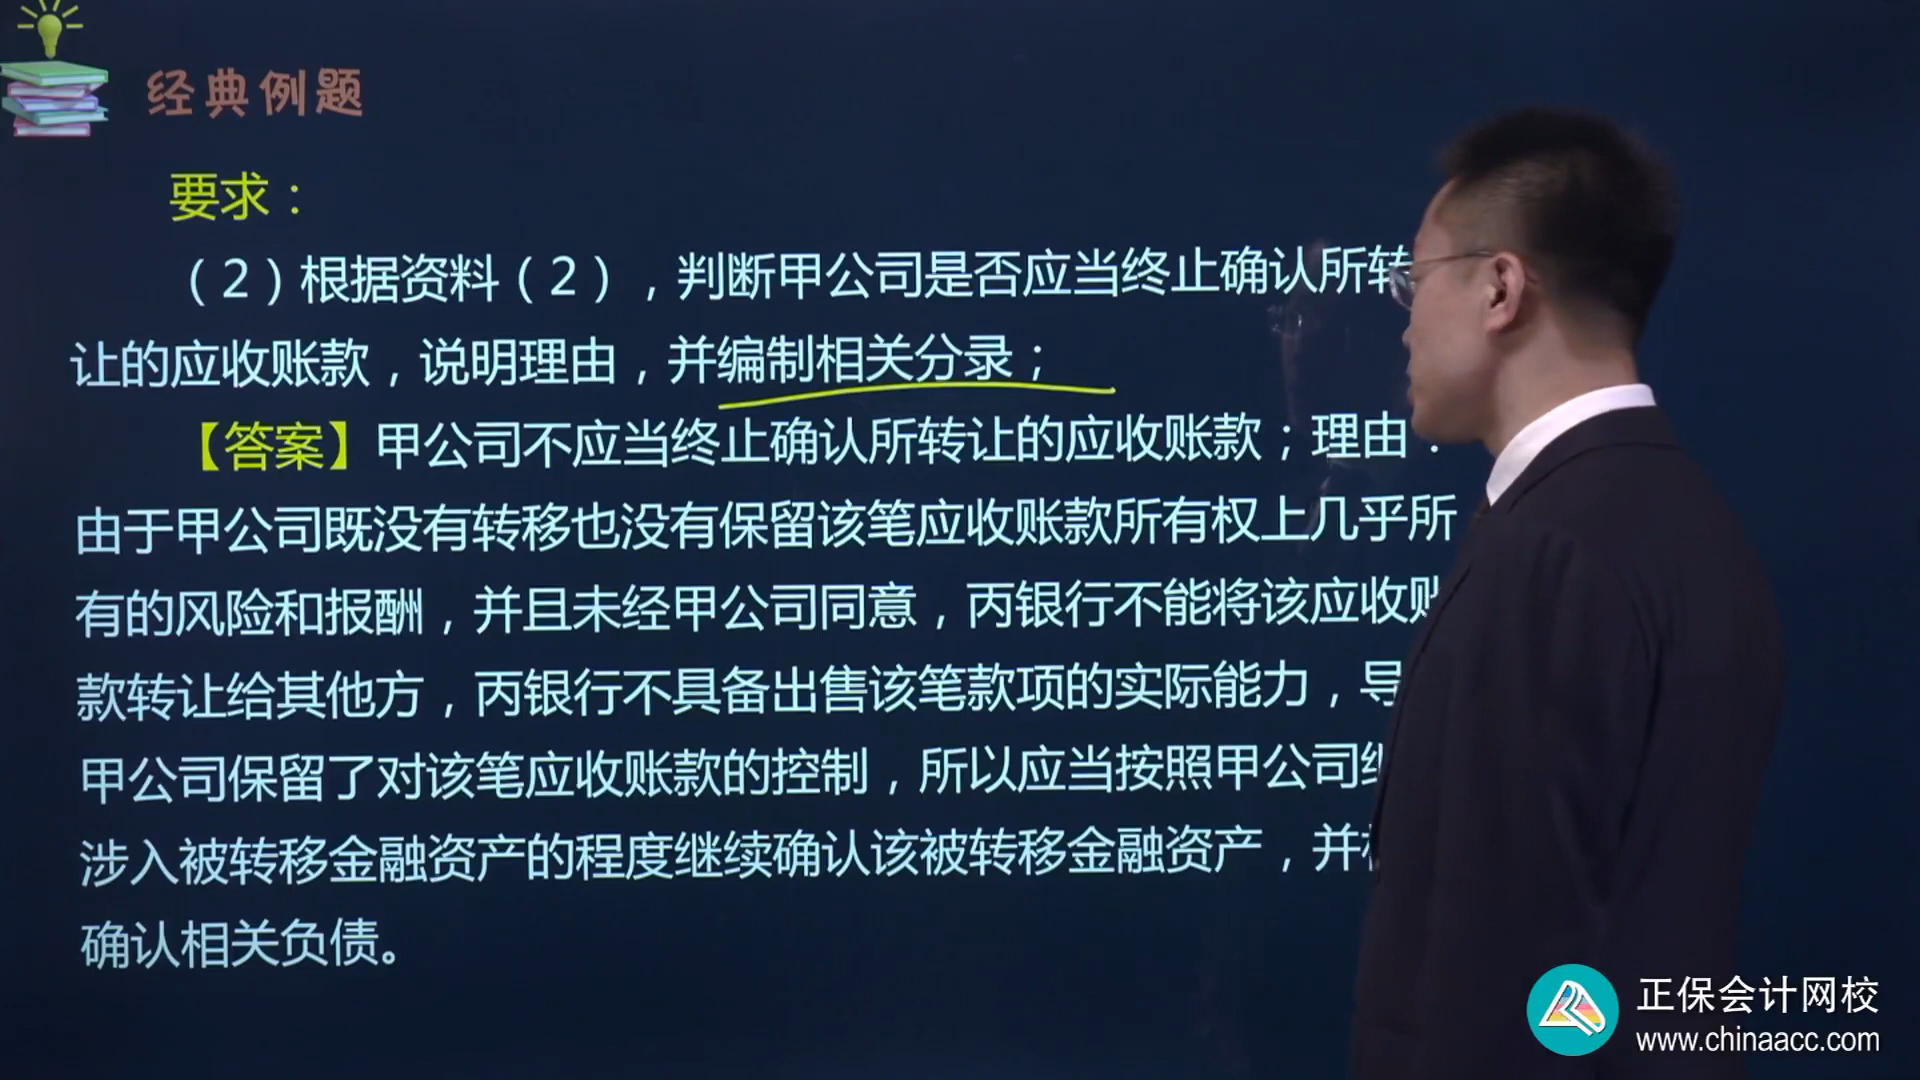 经典例题
要求：
（2）根据资料（2），判断甲公司是否应当终止确认所转
让的应收账款，说明理由，并编制相关分录；
【答案】甲公司不应当终止确认所转让的应收账款；理由：
由于甲公司既没有转移也没有保留该笔应收账款所有权上几乎所
有的风险和报酬，并且未经甲公司同意，丙银行不能将该应收账
款转让给其他方，丙银行不具备出售该笔款项的实际能力，导
甲公司保留了对该笔应收账款的控制，所以应当按照甲公司继
涉入被转移金融资产的程度继续确认该被转移金融资产，并
确认相关负债。
正保会计网校
www.chinaacc.com